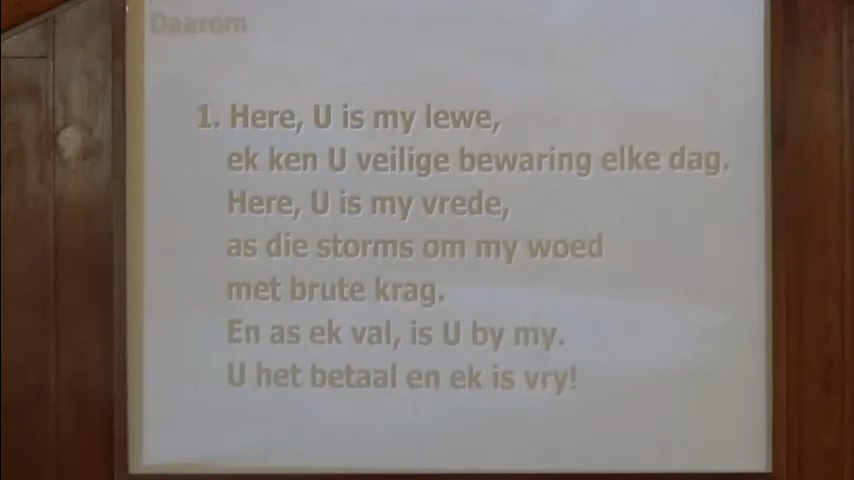 Daarom
1. Here, U is my lewe,
ek ken U veilige bewaring elke dag.
Here, U is my vrede,
as die storms om my woed
met brute krag.
En as ek val, is U by my.
U het betaal en ek is vry!